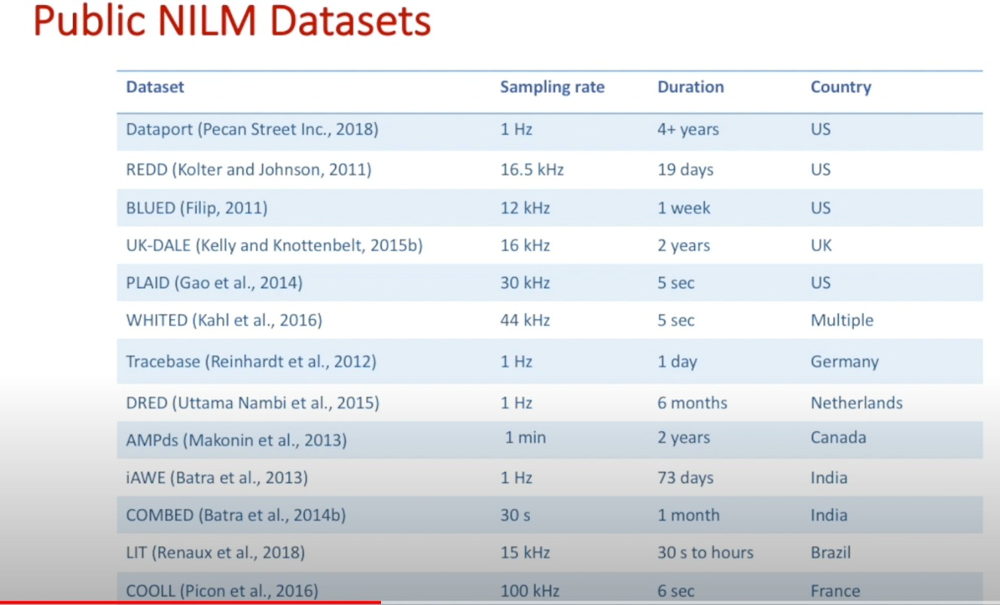 Public NILM Datasets
Dataset Sampling rate Duration Country
Dataport (Pecan Street Inc., 2018) 1 Hz 4+ years US
REDD (Kolter and Johnson, 2011) 16.5 kHz 19 days US
BLUED (Filip, 2011) 12 kHz 1 week US
UK-DALE (Kelly and Knottenbelt, 2015b) 16 kHz 2 years UK
PLAID (Gao et al., 2014) 30 kHz 5 sec US
WHITED (Kahl et al., 2016) 44 kHz 5 sec Multiple
Tracebase (Reinhardt et al., 2012) 1 Hz 1 day Germany
DRED (Uttama Nambi et al., 2015) 1 Hz 6 months Netherlands
AMPds (Makonin et al., 2013) 1 min 2 years Canada
iAWE (Batra et al., 2013) 1 Hz 73 days India
COMBED (Batra et al., 2014b) 30 s 1 month India
LIT (Renaux et al., 2018) 15 kHz 30 s to hours Brazil
COOLL (Picon et al., 2016) 100 kHz 6 sec France